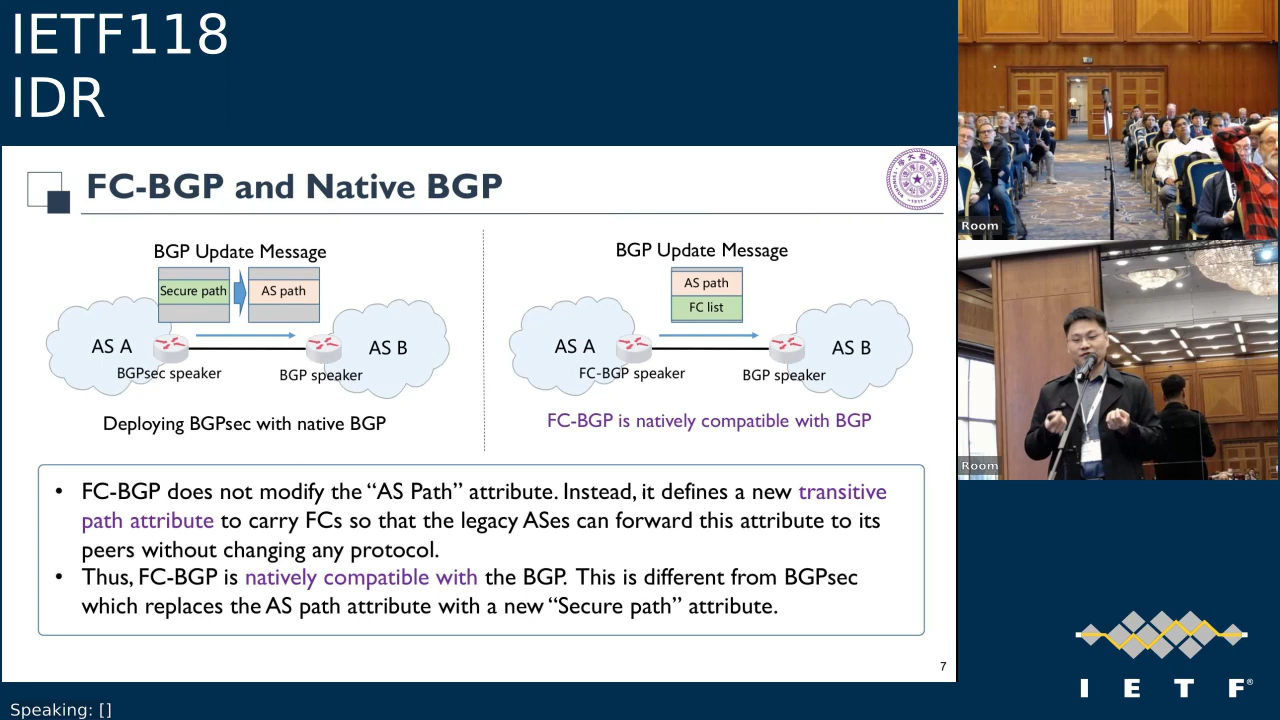 IETF118
IDR
FC-BGP and Native BGP
BGP Update Message
Secure path
AS path
AS A
AS B
BGPsec speaker
BGP speaker
Deploying BGPsec with native BGP
BGP Update Message
AS path
FC list
AS A
AS B
FC-BGP speaker
BGP speaker
FC-BGP is natively compatible with BGP
• FC-BGP does not modify the “AS Path” attribute. Instead, it defines a new transitive
path attribute to carry FCs so that the legacy ASes can forward this attribute to its
peers without changing any protocol.
• Thus, FC-BGP is natively compatible with the BGP. This is different from BGPsec
which replaces the AS path attribute with a new “Secure path” attribute.
7
Room
Room
I E T F®
Speaking: []